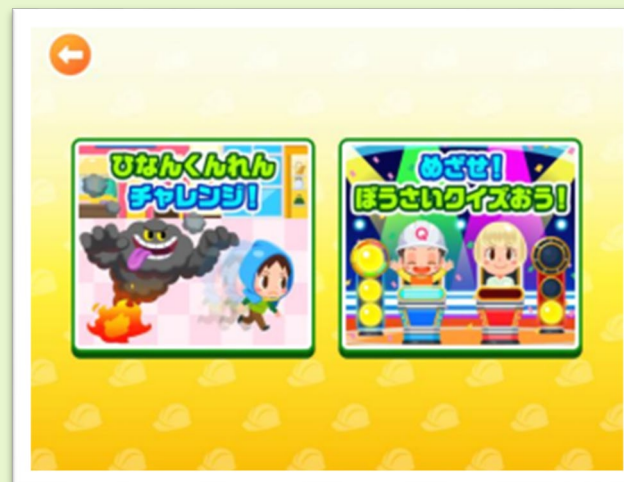 ひなんくんれん
チャレンジ！
めざせ！
ぼうさいクイズおう！
Q